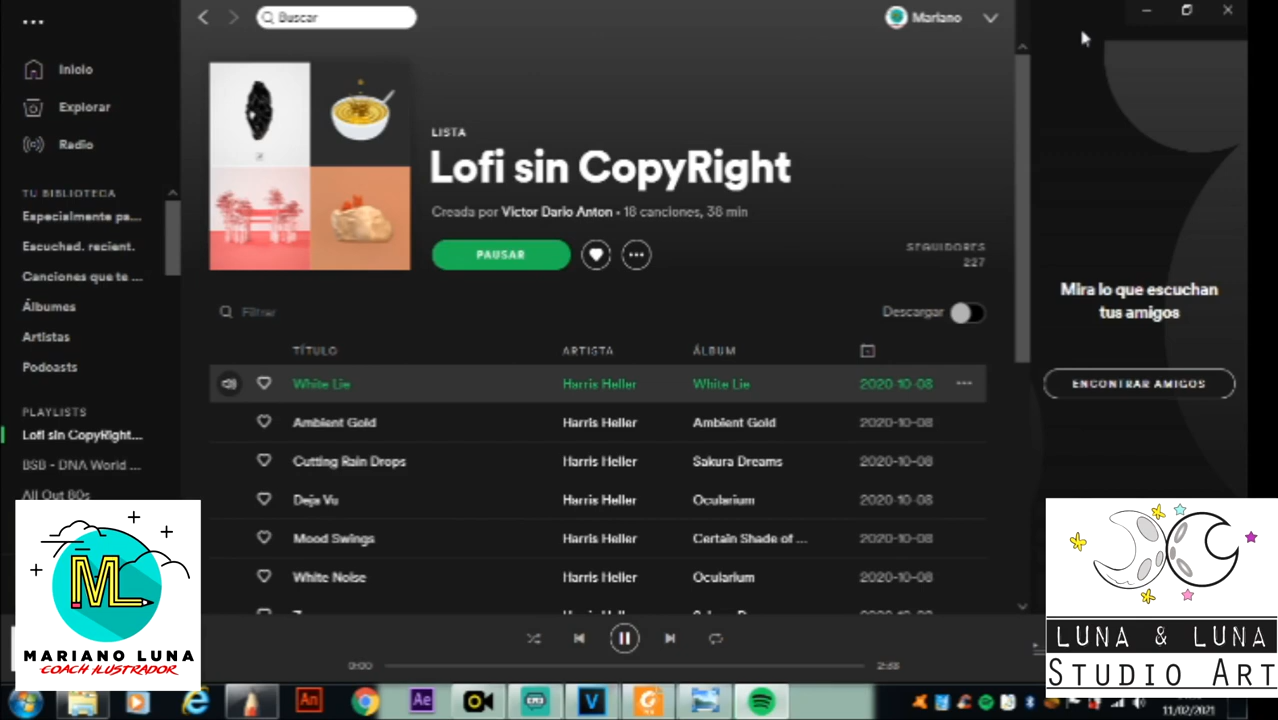 Buscar
Mariano
Inicio
Explorar
Radio
TU BIBLIOTECA
Especialmente pa...
Escuchad. recient.
Canciones que te ...
Álbumes
Artistas
Podcasts
PLAYLISTS
Lofi sin CopyRight...
BSB - DNA World ...
All Out 80s
LISTA
Lofi sin CopyRight
Creada por Victor Dario Anton • 18 canciones, 38 min
PAUSAR
SEGUIDORES
227
Filtrar
Descargar
TÍTULO ARTISTA ÁLBUM
White Lie Harris Heller White Lie 2020-10-08
Ambient Gold Harris Heller Ambient Gold 2020-10-08
Cutting Rain Drops Harris Heller Sakura Dreams 2020-10-08
Deja Vu Harris Heller Ocularium 2020-10-08
Mood Swings Harris Heller Certain Shade of ... 2020-10-08
White Noise Harris Heller Ocularium 2020-10-08
Mira lo que escuchan
tus amigos
ENCONTRAR AMIGOS
0:00
2:38
ML
MARIANO LUNA
COACH ILUSTRADOR
LUNA & LUNA
STUDIO ART
An
Ae
V
11/02/2021